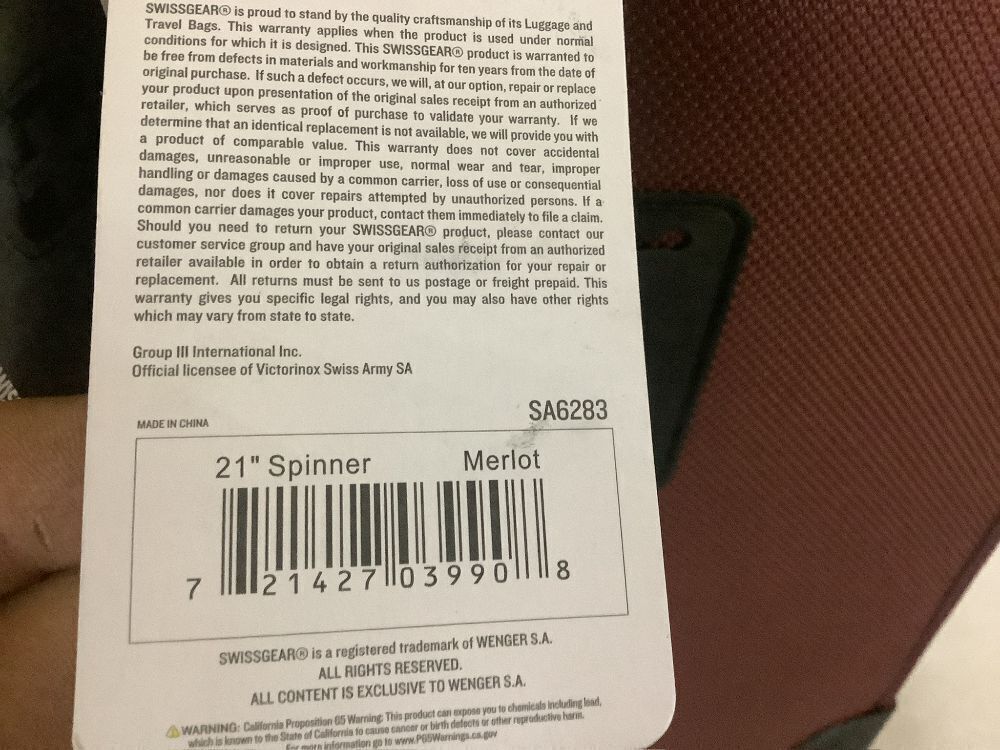 SWISSGEAR® is proud to stand by the quality craftsmanship of its Luggage and
Travel Bags. This warranty applies when the product is used under normal
conditions for which it is designed. This SWISSGEAR® product is warranted to
be free from defects in materials and workmanship for ten years from the date of
original purchase. If such a defect occurs, we will, at our option, repair or replace
your product upon presentation of the original sales receipt from an authorized
retailer, which serves as proof of purchase to validate your warranty. If we
determine that an identical replacement is not available, we will provide you with
a product of comparable value. This warranty does not cover accidental
damages, unreasonable or improper use, normal wear and tear, improper
handling or damages caused by a common carrier, loss of use or consequential
damages, nor does it cover repairs attempted by unauthorized persons. If a
common carrier damages your product, contact them immediately to file a claim.
Should you need to return your SWISSGEAR® product, please contact our
customer service group and have your original sales receipt from an authorized
retailer available in order to obtain a return authorization for your repair or
replacement. All returns must be sent to us postage or freight prepaid. This
warranty gives you specific legal rights, and you may also have other rights
which may vary from state to state.
Group III International Inc.
Official licensee of Victorinox Swiss Army SA
SA6283
MADE IN CHINA
21" Spinner Merlot
7 21427 03990 8
SWISSGEAR® is a registered trademark of WENGER S.A.
ALL RIGHTS RESERVED.
ALL CONTENT IS EXCLUSIVE TO WENGER S.A.
WARNING: California Proposition 65 Warning: This product can expose you to chemicals including lead,
which is known to the State of California to cause cancer or birth defects or other reproductive harm.
For more information go to www.P65Warnings.ca.gov